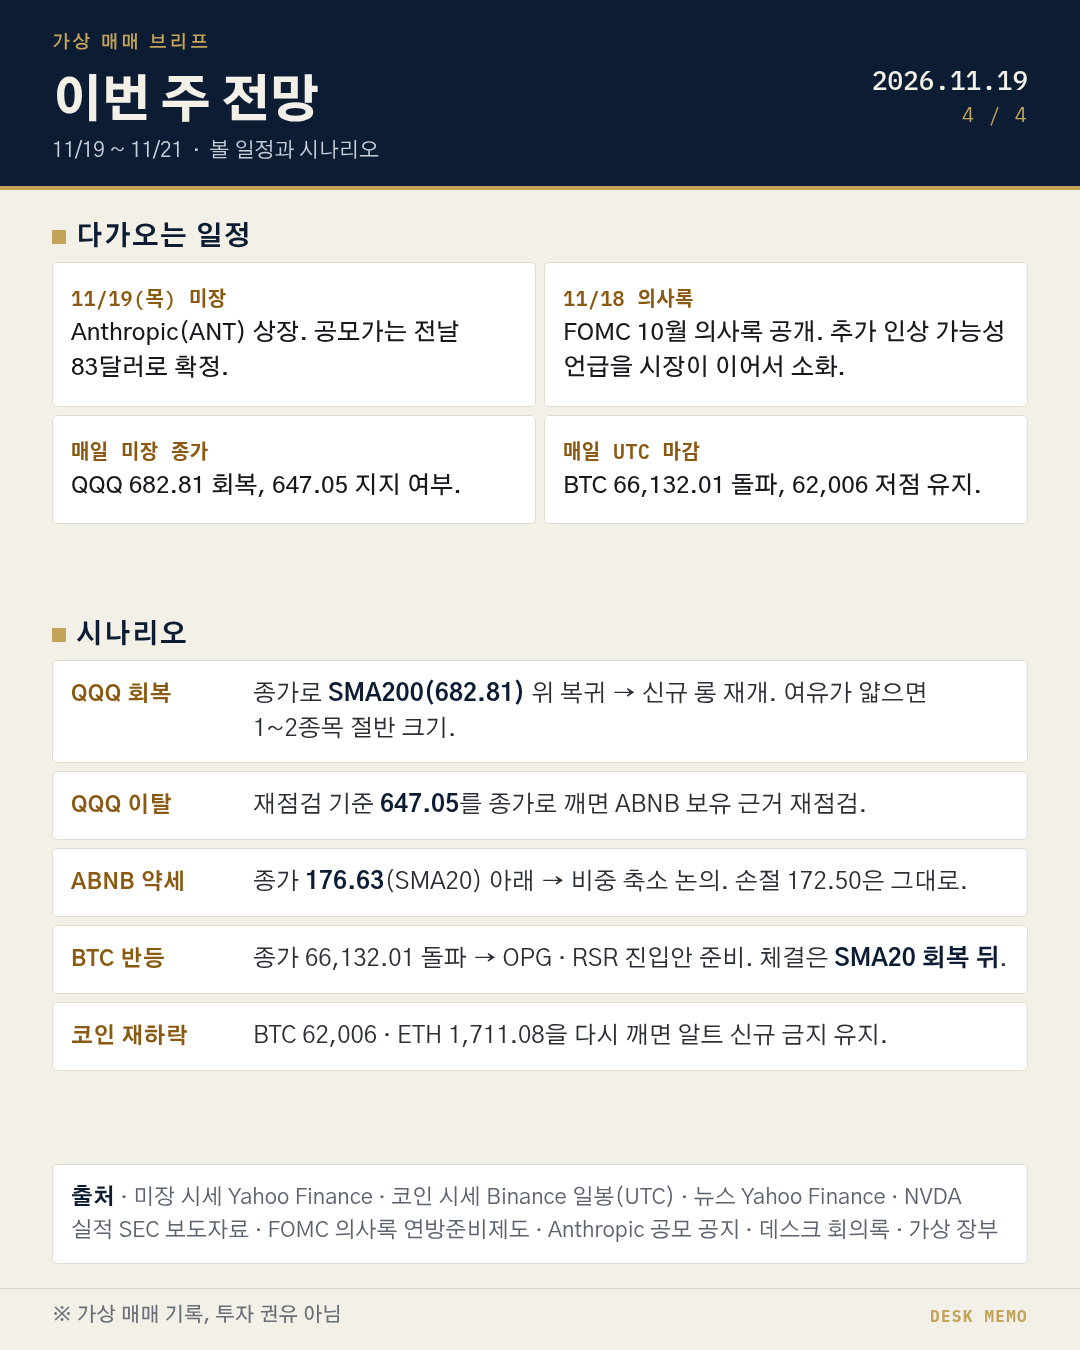 가상 매매 브리프
이번 주 전망
11/19 ~ 11/21 · 볼 일정과 시나리오
2026.11.19
4 / 4
다가오는 일정
11/19(목) 미장
Anthropic(ANT) 상장. 공모가는 전날
83달러로 확정.
11/18 의사록
FOMC 10월 의사록 공개. 추가 인상 가능성
언급을 시장이 이어서 소화.
매일 미장 종가
QQQ 682.81 회복, 647.05 지지 여부.
매일 UTC 마감
BTC 66,132.01 돌파, 62,006 저점 유지.
시나리오
QQQ 회복
종가로 SMA200(682.81) 위 복귀 → 신규 롱 재개. 여유가 얇으면
1~2종목 절반 크기.
QQQ 이탈
재점검 기준 647.05를 종가로 깨면 ABNB 보유 근거 재점검.
ABNB 약세
종가 176.63(SMA20) 아래 → 비중 축소 논의. 손절 172.50은 그대로.
BTC 반등
종가 66,132.01 돌파 → OPG · RSR 진입안 준비. 체결은 SMA20 회복 뒤.
코인 재하락
BTC 62,006 · ETH 1,711.08을 다시 깨면 알트 신규 금지 유지.
출처 · 미장 시세 Yahoo Finance · 코인 시세 Binance 일봉(UTC) · 뉴스 Yahoo Finance · NVDA
실적 SEC 보도자료 · FOMC 의사록 연방준비제도 · Anthropic 공모 공지 · 데스크 회의록 · 가상 장부
※ 가상 매매 기록, 투자 권유 아님
DESK MEMO